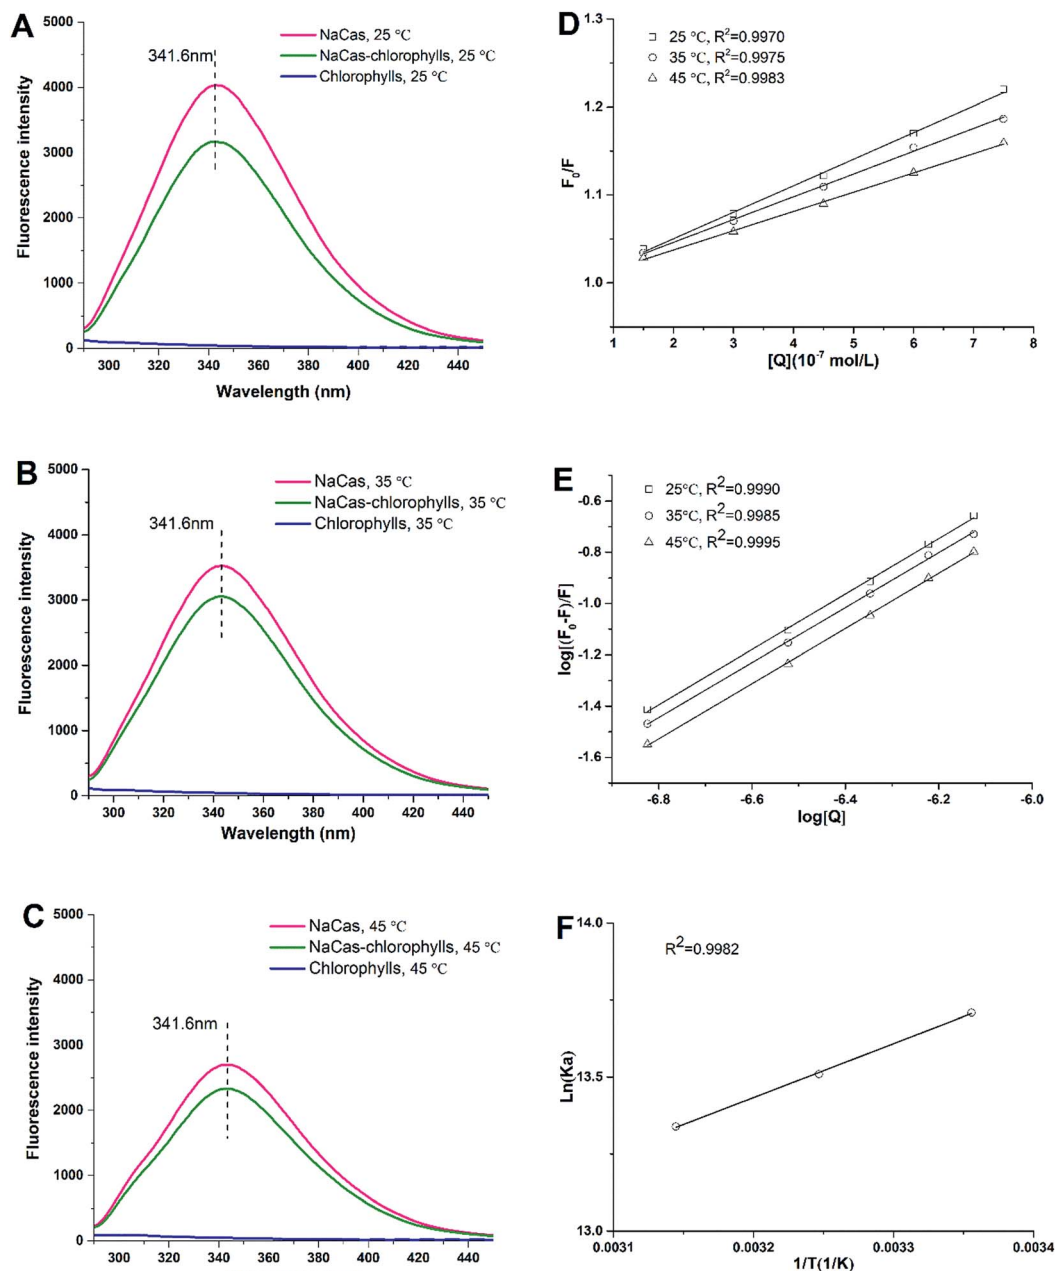 A
5000
4000
3000
2000
1000
0
341.6nm
NaCas, 25 ℃
NaCas-chlorophylls, 25 ℃
Chlorophylls, 25 ℃
300 320 340 360 380 400 420 440
Wavelength (nm)
Fluorescence intensity
D
1.3
1.2
1.1
1.0
25 ℃, R²=0.9970
35 ℃, R²=0.9975
45 ℃, R²=0.9983
F₀/F
1 2 3 4 5 6 7 8
[Q](10⁻⁷ mol/L)
B
5000
4000
3000
2000
1000
0
341.6nm
NaCas, 35 ℃
NaCas-chlorophylls, 35 ℃
Chlorophylls, 35 ℃
300 320 340 360 380 400 420 440
Wavelength (nm)
Fluorescence intensity
E
-0.6
-0.8
-1.0
-1.2
-1.4
-1.6
25℃, R²=0.9990
35℃, R²=0.9985
45℃, R²=0.9995
log[(F₀-F)/F]
-6.8 -6.6 -6.4 -6.2 -6.0
log[Q]
C
5000
4000
3000
2000
1000
0
341.6nm
NaCas, 45 ℃
NaCas-chlorophylls, 45 ℃
Chlorophylls, 45 ℃
300 320 340 360 380 400 420 440
Fluorescence intensity
F
14.0
13.5
13.0
R²=0.9982
Ln(Ka)
0.0031 0.0032 0.0033 0.0034
1/T(1/K)